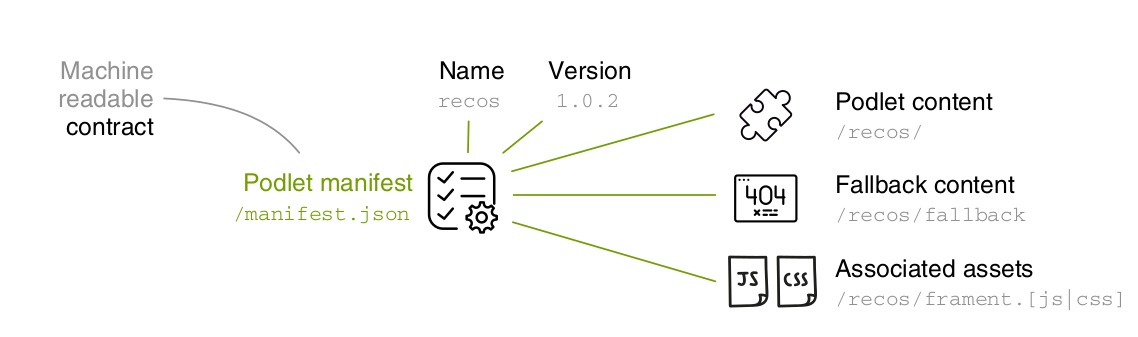 Machine
readable
contract
Name
recos
Version
1.0.2
Podlet manifest
/manifest.json
Podlet content
/recos/
404
Fallback content
/recos/fallback
JS
CSS
Associated assets
/recos/frament.[js|css]